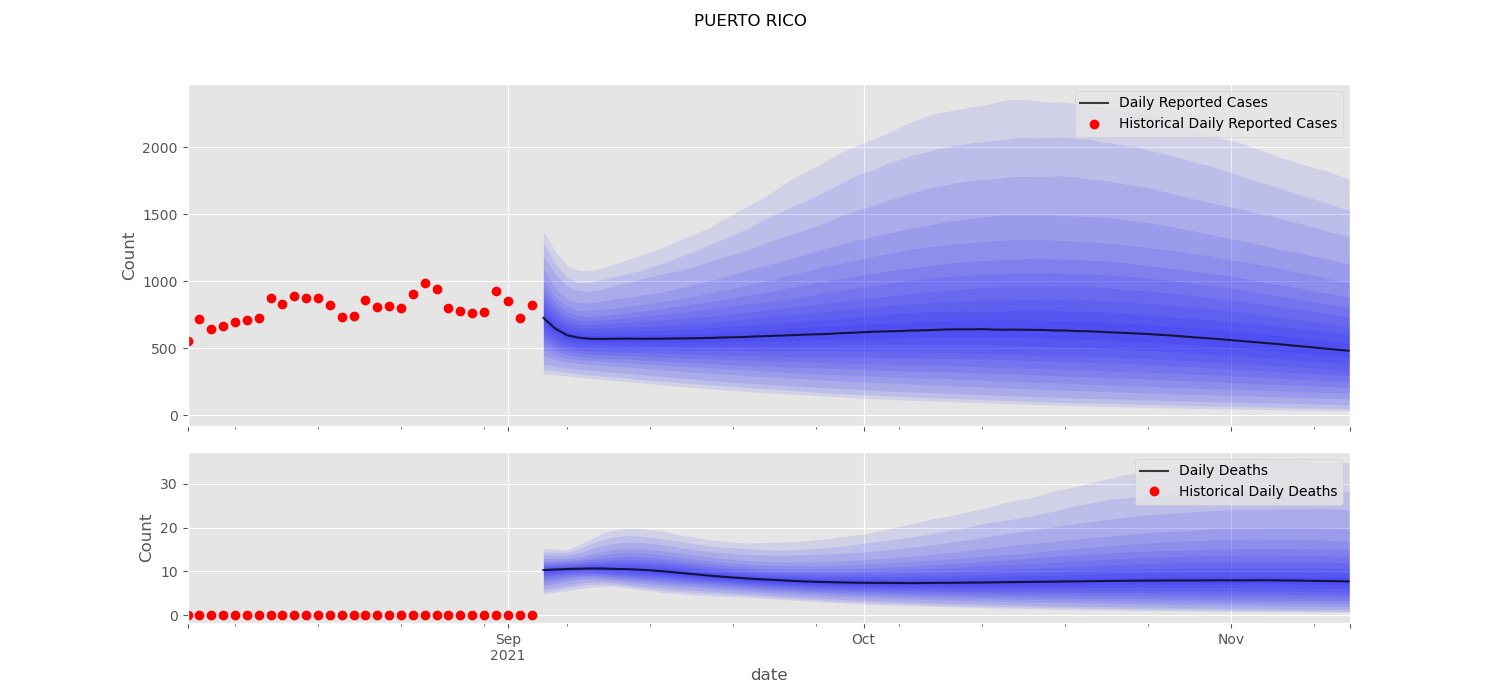 PUERTO RICO
Daily Reported Cases
Historical Daily Reported Cases
Count
2000
1500
1000
500
0
Daily Deaths
Historical Daily Deaths
Count
30
20
10
0
Sep
2021
Oct
Nov
date